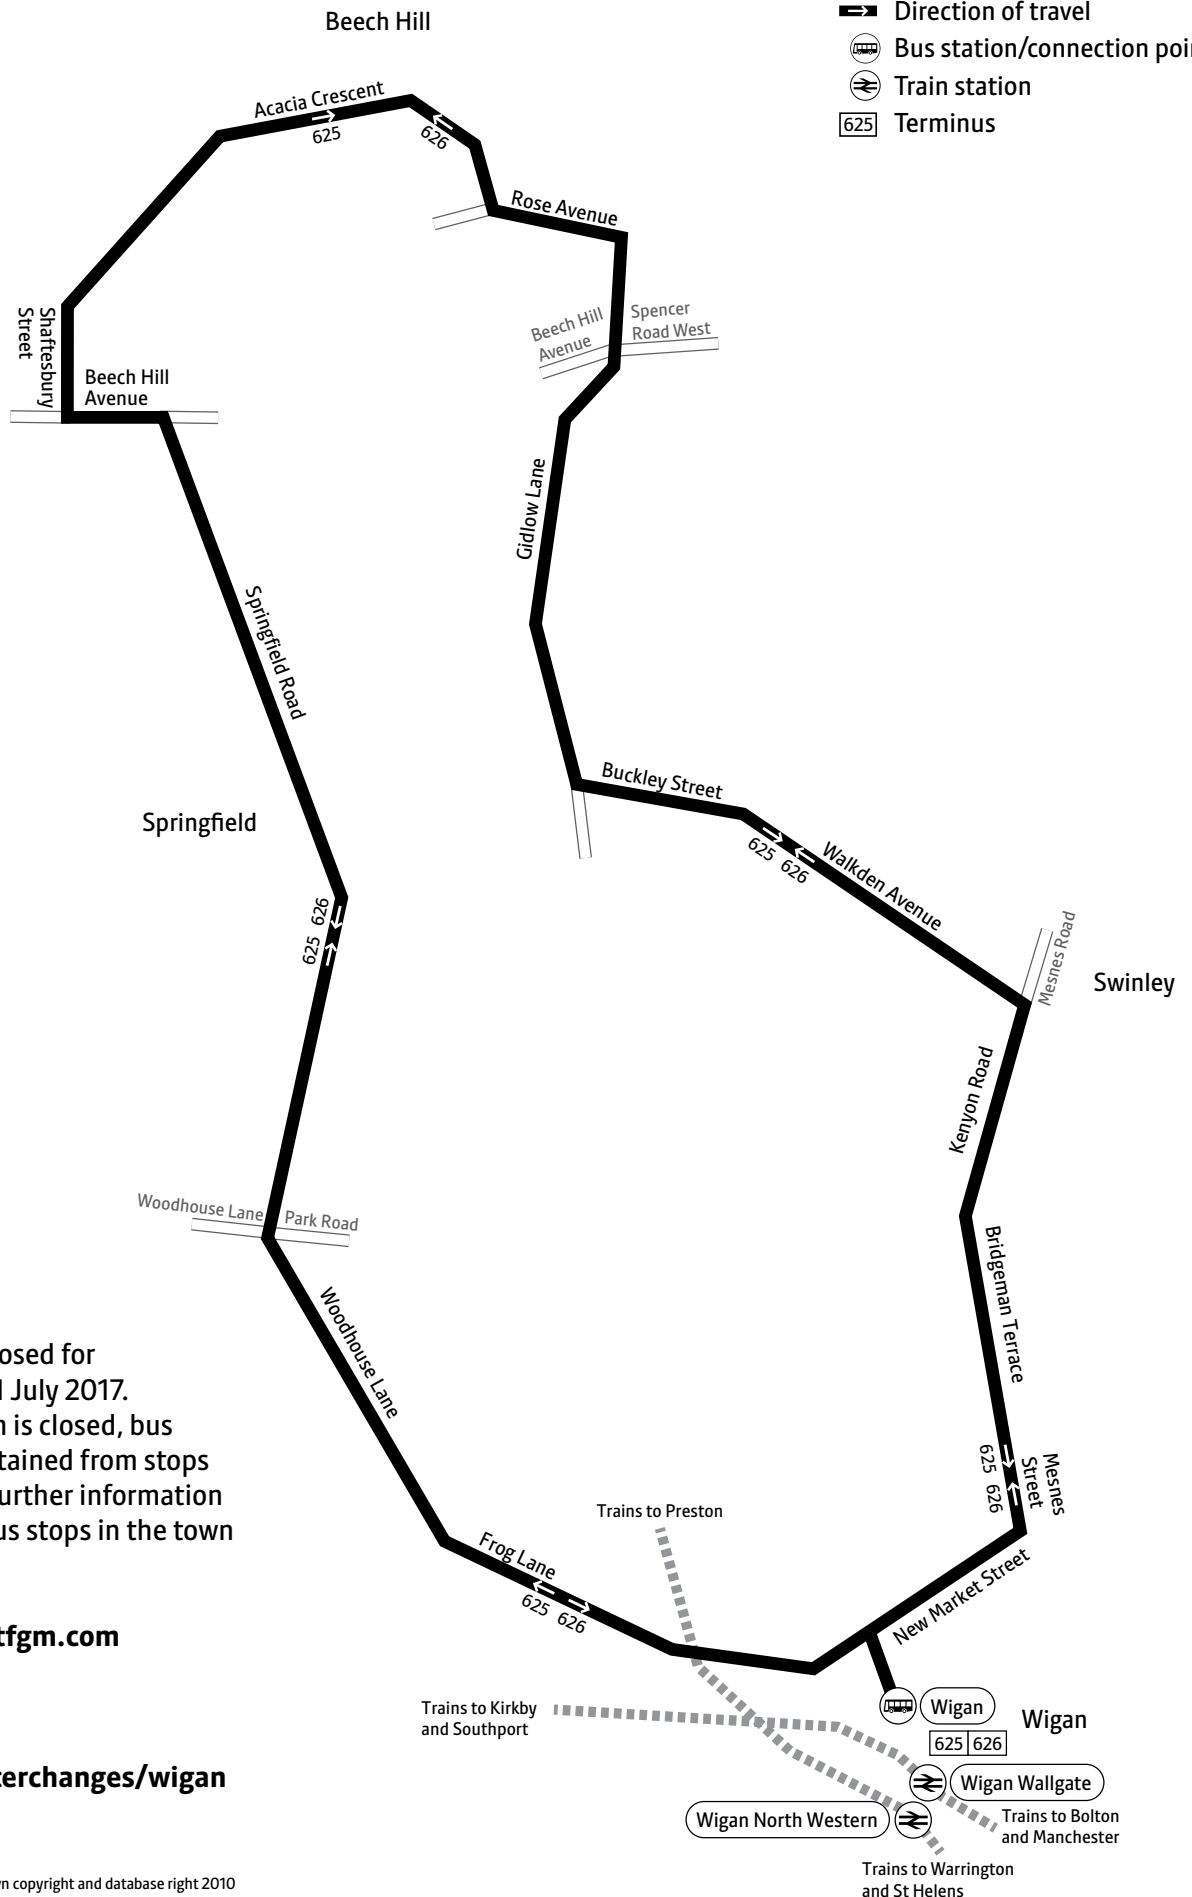 Beech Hill
Direction of travel
Bus station/connection
Train station
625 Terminus
Acacia Crescent
625
626
Rose Avenue
Shaftesbury
Street
Beech Hill
Avenue
Beech Hill
Avenue
Spencer
Road West
Gidlow Lane
Springfield Road
Buckley Street
Springfield
625 626
Walkden Avenue
625 626
Mesnes Road
Swinley
Kenyon Road
Woodhouse Lane
Park Road
Bridgeman Terrace
Woodhouse Lane
osed for
July 2017.
is closed, bus
tained from stops
urther information
us stops in the town
tfgm.com
erchanges/wigan
copyright and database right 2010
625 626
Mesnes
Street
Trains to Preston
Frog Lane
625 626
New Market Street
Trains to Kirkby
and Southport
Wigan
Wigan
625 626
Wigan Wallgate
Wigan North Western
Trains to Bolton
and Manchester
Trains to Warrington
and St Helens